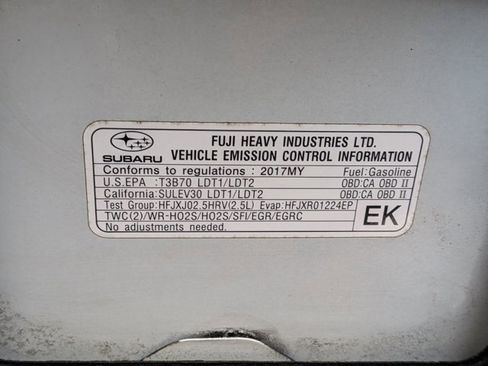 FUJI HEAVY INDUSTRIES LTD.
SUBARU VEHICLE EMISSION CONTROL INFORMATION
Conforms to regulations : 2017MY Fuel:Gasoline
U.S.EPA :T3B70 LDT1/LDT2 OBD:CA OBD II
California:SULEV30 LDT1/LDT2 OBD:CA OBD II
Test Group:HFJXJ02.5HRV(2.5L) Evap:HFJXR01224EP
TWC(2)/WR-HO2S/HO2S/SFI/EGR/EGRC
No adjustments needed.
EK